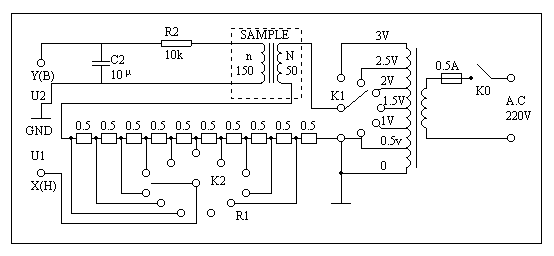 SAMPLE
R2
3V
2.5V
0.5A
C2
10k
n
N
Y(B)
10μ
150
50
K1
2V
K0
A.C
U2
1.5V
220V
GND
1V
0.5 0.5 0.5 0.5 0.5 0.5 0.5 0.5 0.5 0.5
0.5v
U1
K2
0
X(H)
R1